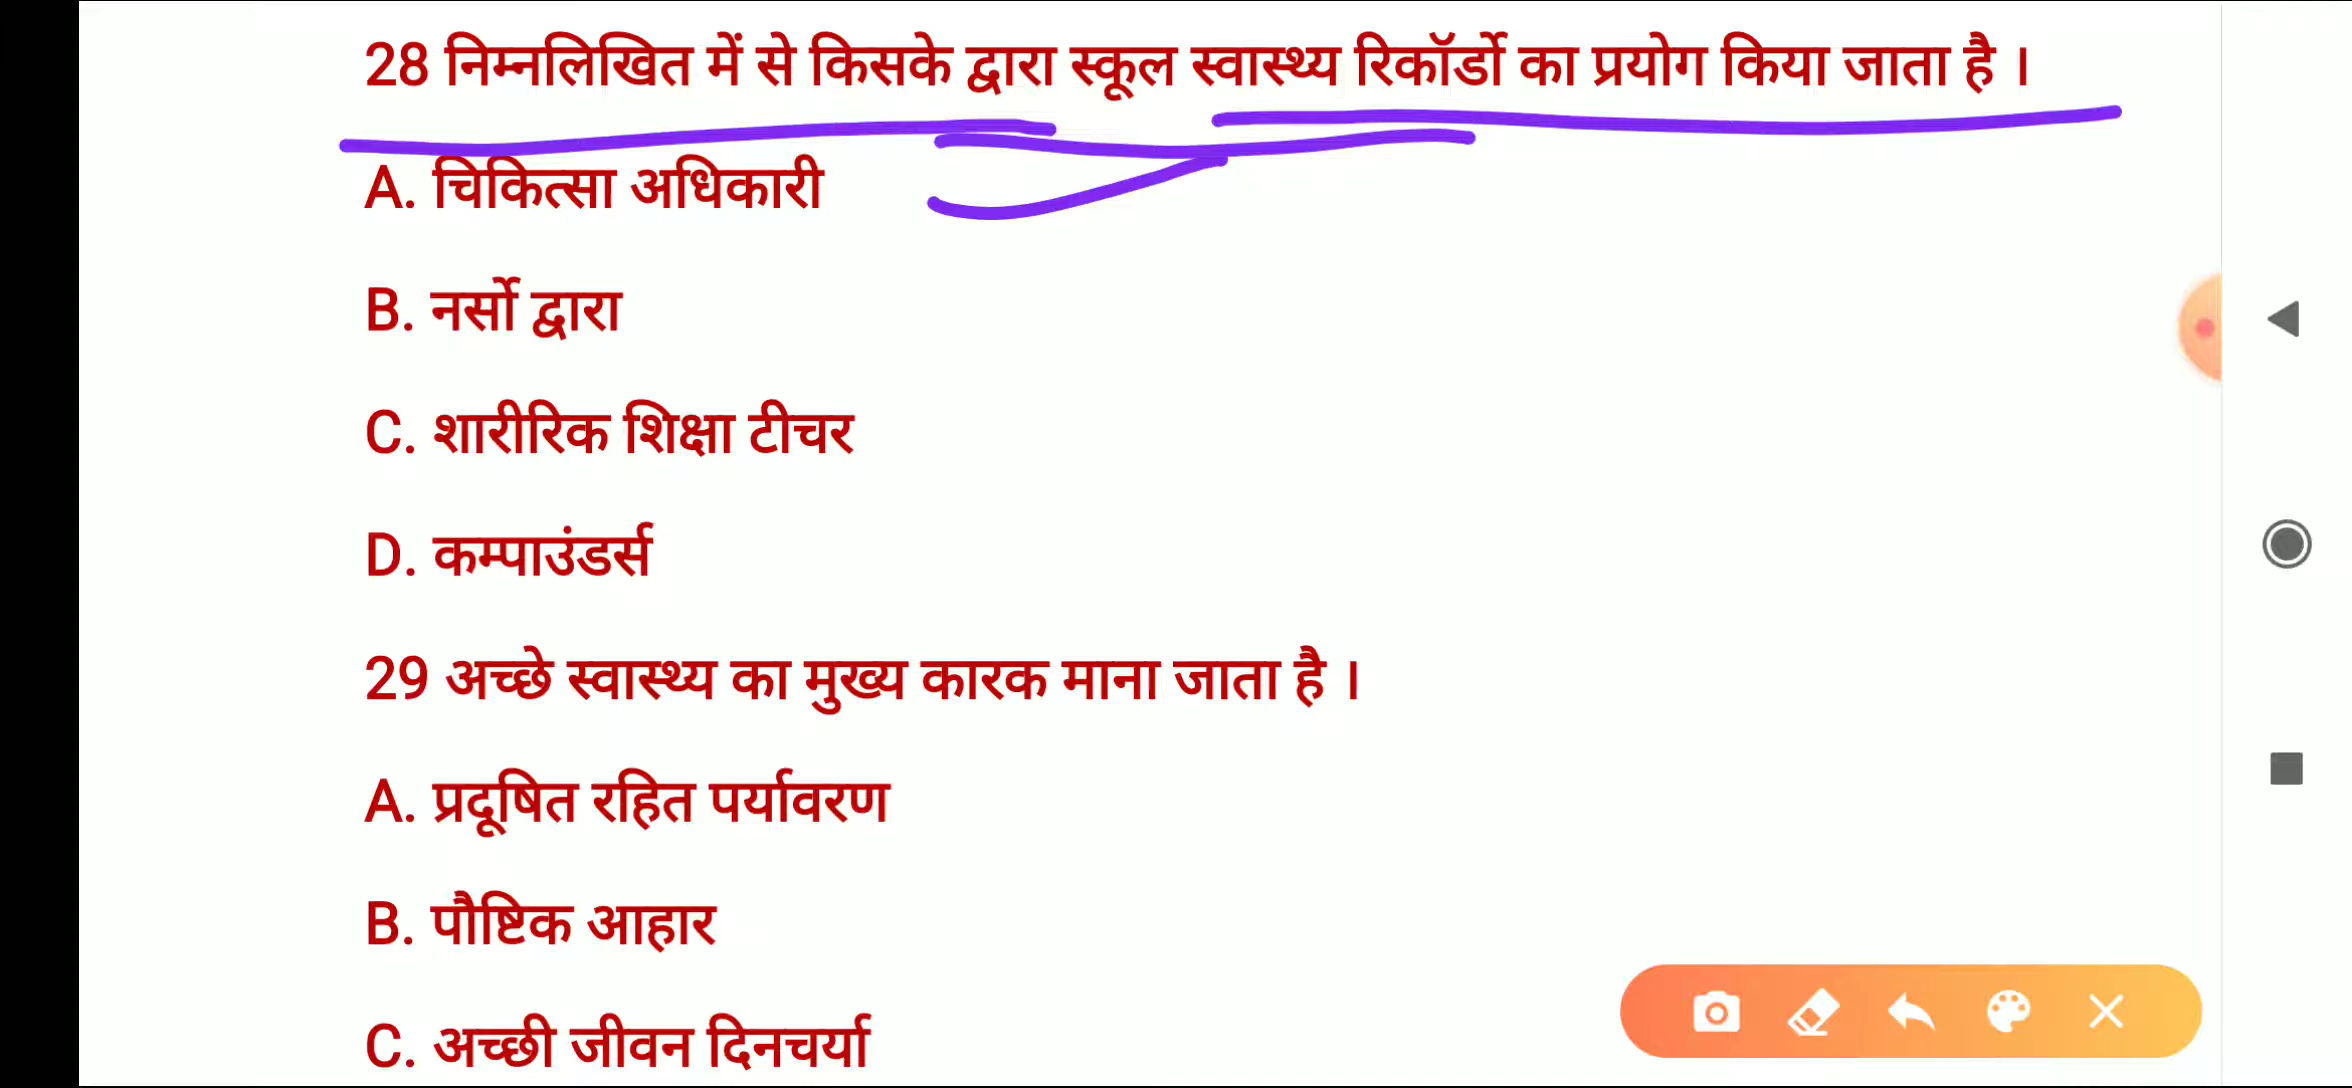 28 निम्नलिखित में से किसके द्वारा स्कूल स्वास्थ्य रिकॉर्डो का प्रयोग किया जाता है ।
A. चिकित्सा अधिकारी
B. नर्सो द्वारा
C. शारीरिक शिक्षा टीचर
D. कम्पाउंडर्स
29 अच्छे स्वास्थ्य का मुख्य कारक माना जाता है ।
A. प्रदूषित रहित पर्यावरण
B. पौष्टिक आहार
C. अच्छी जीवन दिनचर्या